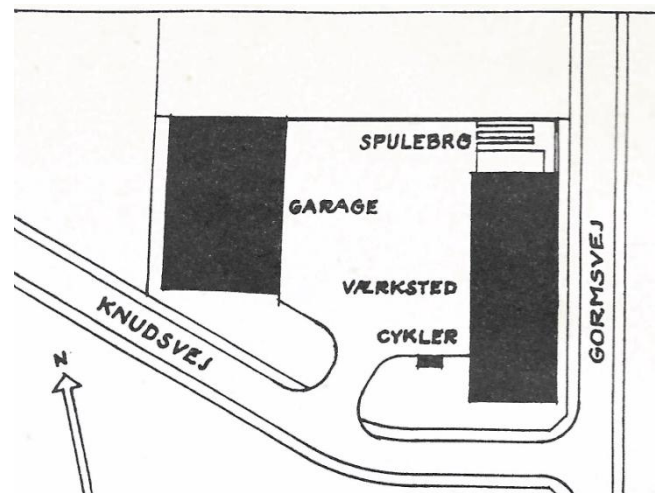 SPULEBRO
GARAGE
VÆRKSTED
CYKLER
KNUDSVEJ
GORMSVEJ
N